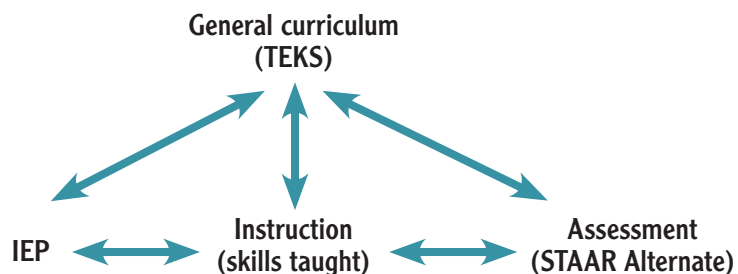 General curriculum
(TEKS)
IEP
Instruction
(skills taught)
Assessment
(STAAR Alternate)